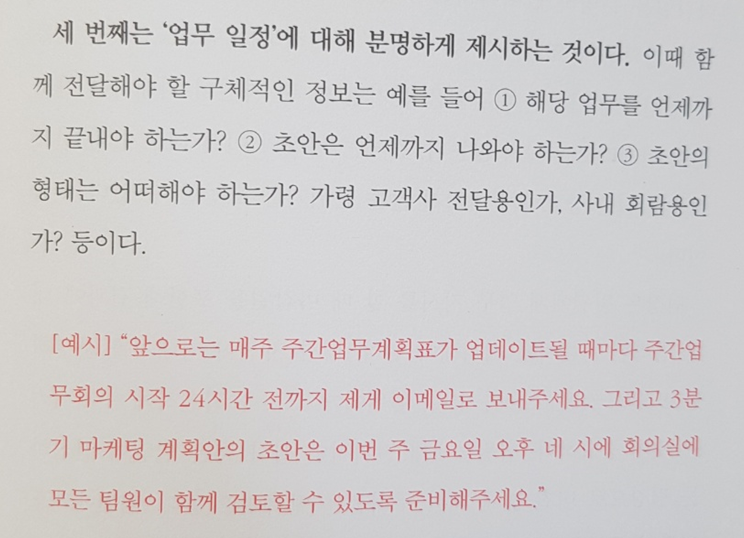 세 번째는 ‘업무 일정’에 대해 분명하게 제시하는 것이다. 이때 함
께 전달해야 할 구체적인 정보는 예를 들어 ① 해당 업무를 언제까
지 끝내야 하는가? ② 초안은 언제까지 나와야 하는가? ③ 초안의
형태는 어떠해야 하는가? 가령 고객사 전달용인가, 사내 회람용인
가? 등이다.
[예시] “앞으로는 매주 주간업무계획표가 업데이트될 때마다 주간업
무회의 시작 24시간 전까지 제게 이메일로 보내주세요. 그리고 3분
기 마케팅 계획안의 초안은 이번 주 금요일 오후 네 시에 회의실에
모든 팀원이 함께 검토할 수 있도록 준비해주세요.”